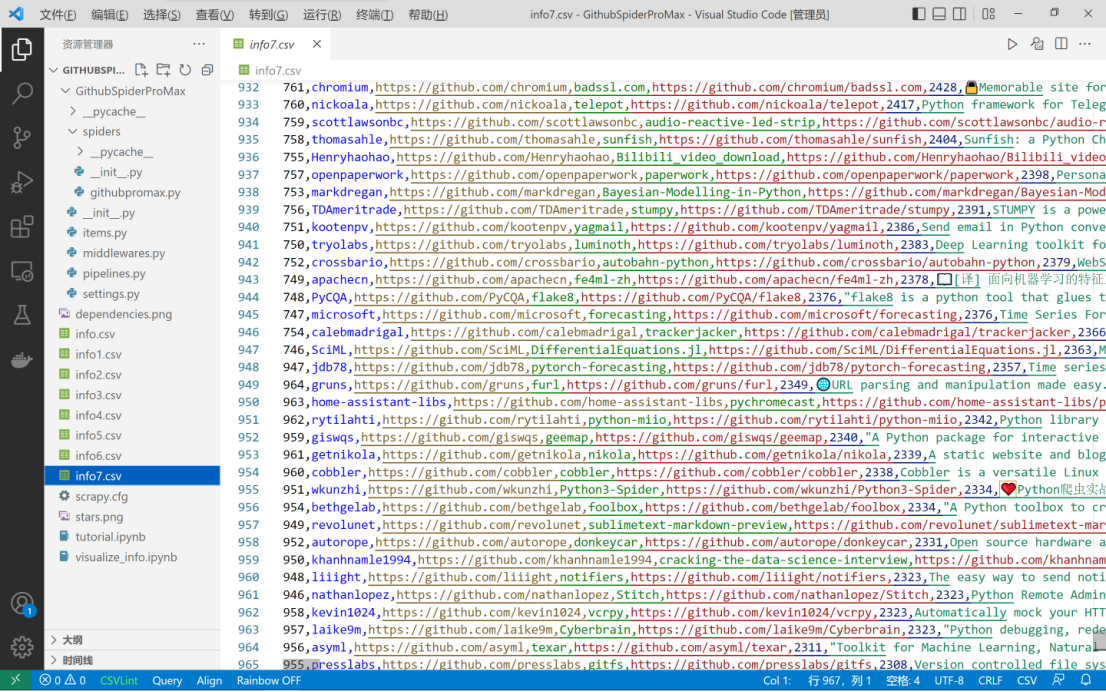 文件(F) 编辑(E) 选择(S) 查看(V) 转到(G) 运行(R) 终端(T) 帮助(H) info7.csv - GithubSpiderProMax - Visual Studio Code [管理员]
资源管理器
GITHUBSPI...
GithubSpiderProMax
__pycache__
spiders
__pycache__
__init__.py
githubpromax.py
__init__.py
items.py
middlewares.py
pipelines.py
settings.py
dependencies.png
info.csv
info1.csv
info2.csv
info3.csv
info4.csv
info5.csv
info6.csv
info7.csv
scrapy.cfg
stars.png
tutorial.ipynb
visualize_info.ipynb
大纲
时间线
info7.csv
info7.csv
932 761,chromium,https://github.com/chromium,badssl.com,https://github.com/chromium/badssl.com,2428,🔒Memorable site for
933 760,nickoala,https://github.com/nickoala,telepot,https://github.com/nickoala/telepot,2417,Python framework for Teleg
934 759,scottlawsonbc,https://github.com/scottlawsonbc,audio-reactive-led-strip,https://github.com/scottlawsonbc/audio-r
935 758,thomasahle,https://github.com/thomasahle,sunfish,https://github.com/thomasahle/sunfish,2404,Sunfish: a Python Ch
936 755,Henryhaohao,https://github.com/Henryhaohao,Bilibili_video_download,https://github.com/Henryhaohao/Bilibili_video
937 757,openpaperwork,https://github.com/openpaperwork,paperwork,https://github.com/openpaperwork/paperwork,2398,Persona
938 753,markdregan,https://github.com/markdregan,Bayesian-Modelling-in-Python,https://github.com/markdregan/Bayesian-Mod
939 756,TDAmeritrade,https://github.com/TDAmeritrade,stumpy,https://github.com/TDAmeritrade/stumpy,2391,STUMPY is a powe
940 751,kootenpv,https://github.com/kootenpv,yagmail,https://github.com/kootenpv/yagmail,2386,Send email in Python conve
941 750,tryolabs,https://github.com/tryolabs,luminoth,https://github.com/tryolabs/luminoth,2383,Deep Learning toolkit fo
942 752,crossbario,https://github.com/crossbario,autobahn-python,https://github.com/crossbario/autobahn-python,2379,WebS
943 749,apachecn,https://github.com/apachecn,fe4ml-zh,https://github.com/apachecn/fe4ml-zh,2378,📖[译] 面向机器学习的特征
944 748,PyCQA,https://github.com/PyCQA,flake8,https://github.com/PyCQA/flake8,2376,"flake8 is a python tool that glues t
945 747,microsoft,https://github.com/microsoft,forecasting,https://github.com/microsoft/forecasting,2376,Time Series For
946 754,calebmadrigal,https://github.com/calebmadrigal,trackerjacker,https://github.com/calebmadrigal/trackerjacker,2366
947 746,SciML,https://github.com/SciML,DifferentialEquations.jl,https://github.com/SciML/DifferentialEquations.jl,2363,M
948 947,jdb78,https://github.com/jdb78,pytorch-forecasting,https://github.com/jdb78/pytorch-forecasting,2357,Time series
949 964,gruns,https://github.com/gruns,furl,https://github.com/gruns/furl,2349,🌐URL parsing and manipulation made easy.
950 963,home-assistant-libs,https://github.com/home-assistant-libs,pychromecast,https://github.com/home-assistant-libs/p
951 962,rytilahti,https://github.com/rytilahti,python-miio,https://github.com/rytilahti/python-miio,2342,Python library
952 959,giswqs,https://github.com/giswqs,geemap,https://github.com/giswqs/geemap,2340,"A Python package for interactive
953 961,getnikola,https://github.com/getnikola,nikola,https://github.com/getnikola/nikola,2339,A static website and blog
954 960,cobbler,https://github.com/cobbler,cobbler,https://github.com/cobbler/cobbler,2338,Cobbler is a versatile Linux
955 951,wkunzhi,https://github.com/wkunzhi,Python3-Spider,https://github.com/wkunzhi/Python3-Spider,2334,❤️Python爬虫实战
956 954,bethgelab,https://github.com/bethgelab,foolbox,https://github.com/bethgelab/foolbox,2334,"A Python toolbox to cr
957 949,revolunet,https://github.com/revolunet,sublimetext-markdown-preview,https://github.com/revolunet/sublimetext-mar
958 952,autorope,https://github.com/autorope,donkeycar,https://github.com/autorope/donkeycar,2331,Open source hardware a
959 950,khanhnamle1994,https://github.com/khanhnamle1994,cracking-the-data-science-interview,https://github.com/khanhnam
960 948,liiight,https://github.com/liiight,notifiers,https://github.com/liiight/notifiers,2323,The easy way to send noti
961 946,nathanlopez,https://github.com/nathanlopez,Stitch,https://github.com/nathanlopez/Stitch,2323,Python Remote Admin
962 958,kevin1024,https://github.com/kevin1024,vcrpy,https://github.com/kevin1024/vcrpy,2323,Automatically mock your HTT
963 957,laike9m,https://github.com/laike9m,Cyberbrain,https://github.com/laike9m/Cyberbrain,2323,"Python debugging, rede
964 956,asyml,https://github.com/asyml,texar,https://github.com/asyml/texar,2311,"Toolkit for Machine Learning, Natural
965 955,presslabs,https://github.com/presslabs,gitfs,https://github.com/presslabs/gitfs,2308,Version controlled file sys
1
0 0 CSVLint Query Align Rainbow OFF Col 1: 行 967，列 1 空格: 4 UTF-8 CRLF CSV